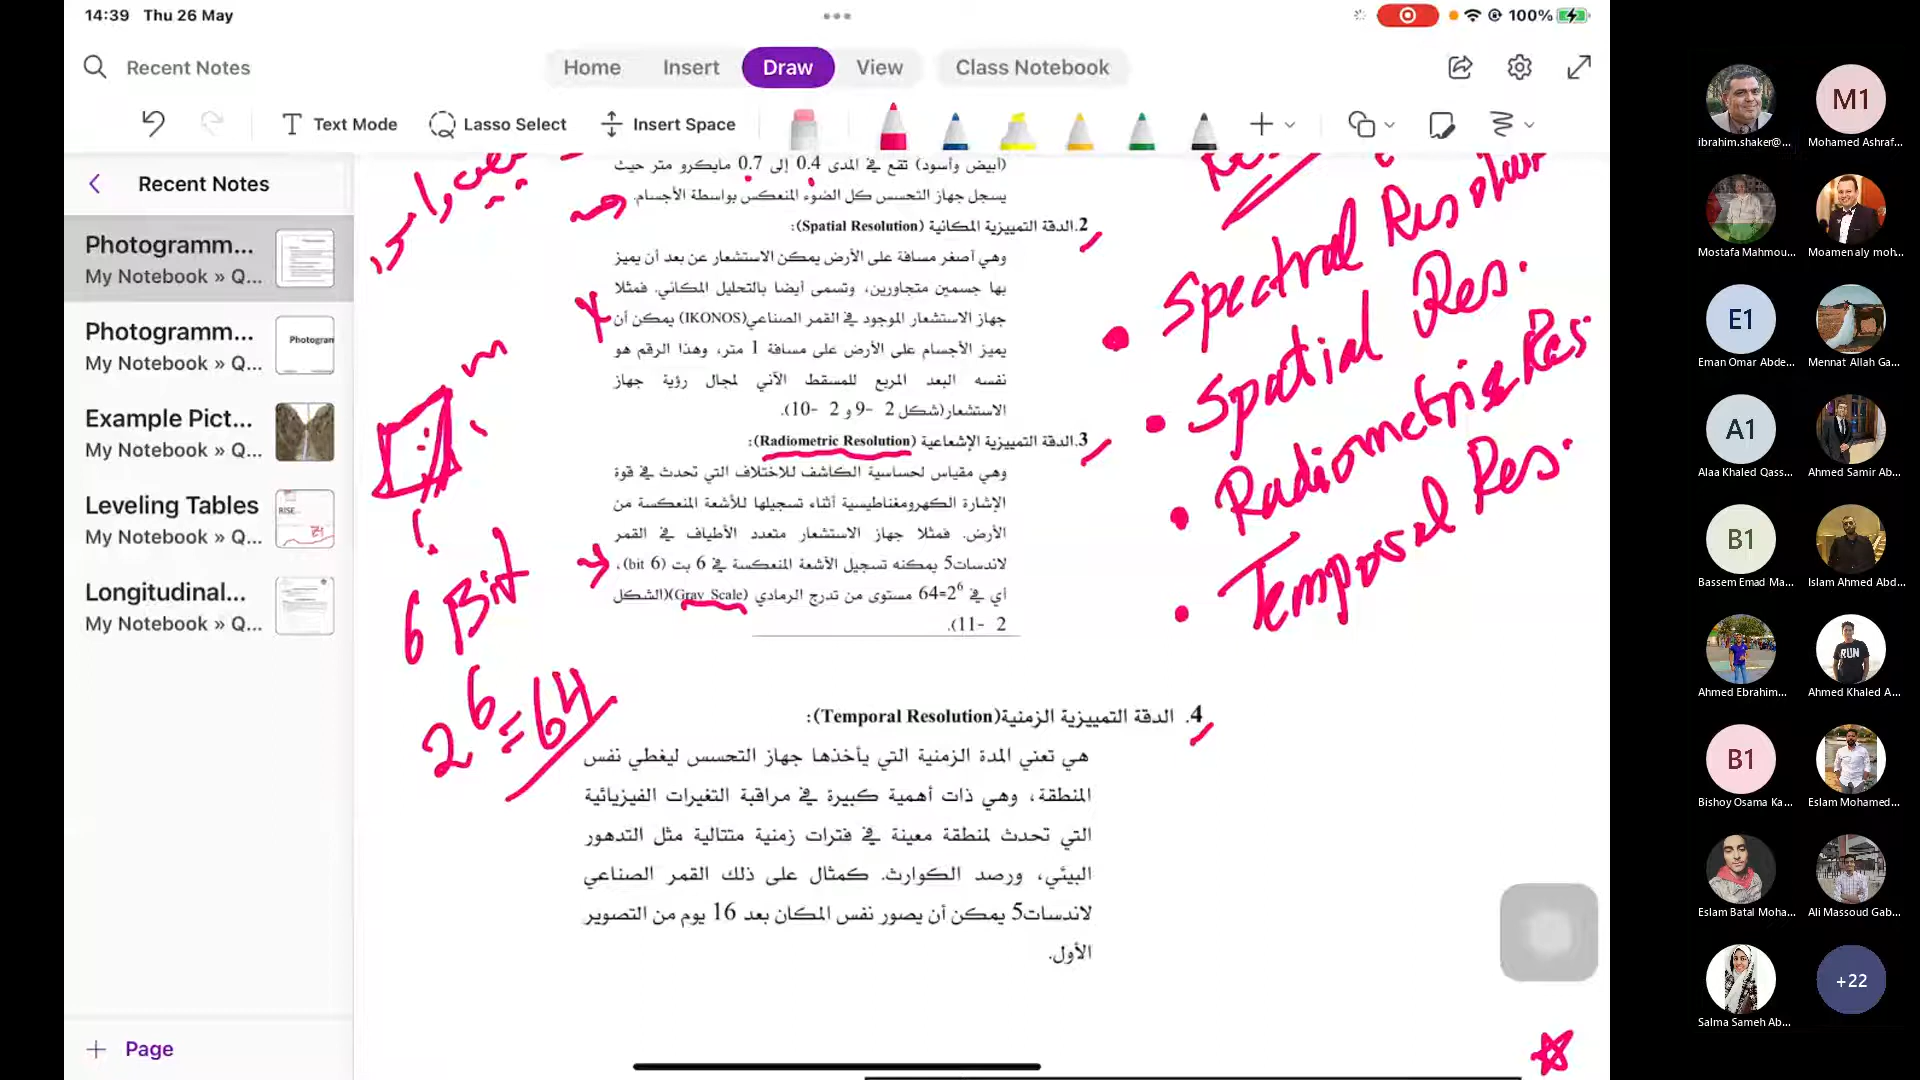 14:39 Thu 26 May
100%
Recent Notes
Home
Insert
Draw
View
Class Notebook
Text Mode
Lasso Select
Insert Space
Recent Notes
Photogramm...
My Notebook » Q...
Photogramm...
My Notebook » Q...
Photogram
Example Pict...
My Notebook » Q...
Leveling Tables
My Notebook » Q...
RISE
Longitudinal...
My Notebook » Q...
Page
(أبيض وأسود) تقع في المدى 0.4 إلى 0.7 مايكرو متر حيث
يسجل جهاز التحسس كل الضوء المنعكس بواسطة الأجسام.
2.الدقة التمييزية المكانية (Spatial Resolution):
وهي آصغر مسافة على الأرض يمكن الاستشعار عن بعد أن يميز
بها جسمين متجاورين، وتسمى أيضا بالتحليل المكاني. فمثلا
جهاز الاستشعار الموجود في القمر الصناعي(IKONOS) يمكن أن
يميز الأجسام على الأرض على مسافة 1 متر، وهذا الرقم هو
نفسه البعد المربع للمسقط الآني لمجال رؤية جهاز
الاستشعار(شكل 2 -9 و 2 -10).
3.الدقة التمييزية الإشعاعية (Radiometric Resolution):
وهي مقياس لحساسية الكاشف للاختلاف التي تحدث في قوة
الإشارة الكهرومغناطيسية أثناء تسجيلها للأشعة المنعكسة من
الأرض. فمثلا جهاز الاستشعار متعدد الأطياف في القمر
لاندسات5 يمكنه تسجيل الأشعة المنعكسة في 6 بت (6 bit)،
أي في 2⁶=64 مستوى من تدرج الرمادي (Gray Scale)(الشكل
2 -11).
4. الدقة التمييزية الزمنية(Temporal Resolution):
هي تعني المدة الزمنية التي يأخذها جهاز التحسس ليغطي نفس
المنطقة، وهي ذات أهمية كبيرة في مراقبة التغيرات الفيزيائية
التي تحدث لمنطقة معينة في فترات زمنية متتالية مثل التدهور
البيئي، ورصد الكوارث. كمثال على ذلك القمر الصناعي
لاندسات5 يمكن أن يصور نفس المكان بعد 16 يوم من التصوير
الأول.
6 Bit
2⁶=64
• Spectral Resolution
• Spatial Res.
• Radiometric Res.
• Temporal Res.
ibrahim.shaker@...
M1
Mohamed Ashraf...
Mostafa Mahmou...
Moamenaly moh...
E1
Eman Omar Abde...
Mennat Allah Ga...
A1
Alaa Khaled Qass...
Ahmed Samir Ab...
B1
Bassem Emad Ma...
Islam Ahmed Abd...
Ahmed Ebrahim...
RUN
Ahmed Khaled A...
B1
Bishoy Osama Ka...
Eslam Mohamed...
Eslam Batal Moha...
Ali Massoud Gab...
Salma Sameh Ab...
+22